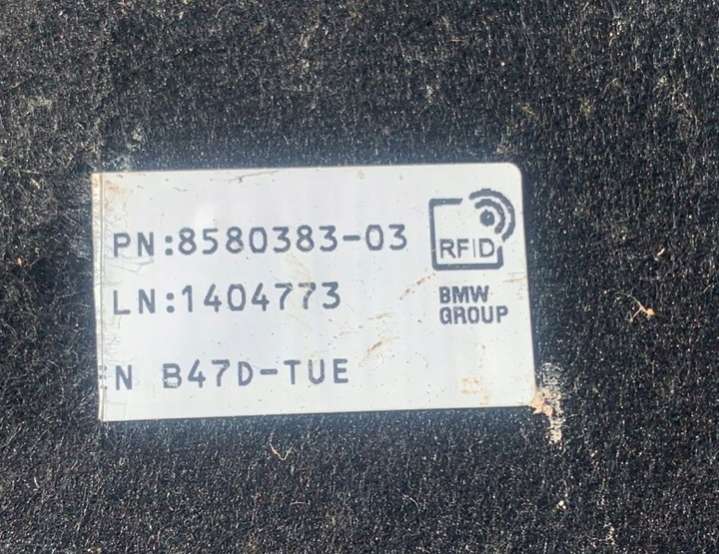 PN:8580383-03
RFID
LN:1404773
BMW
GROUP
N B47D-TUE